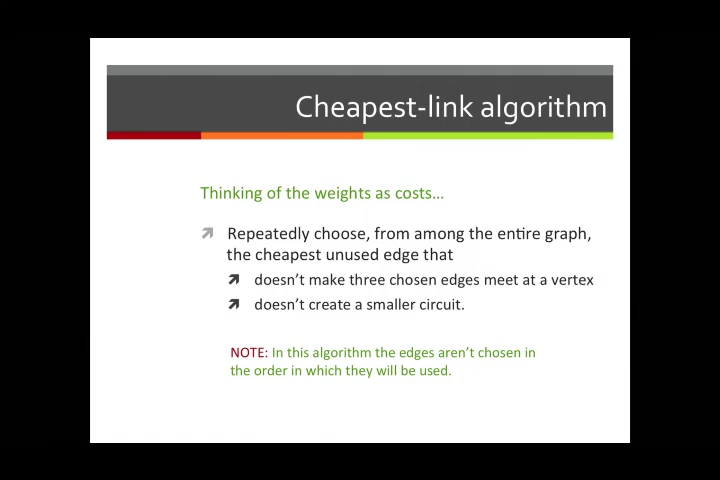 Cheapest-link algorithm
Thinking of the weights as costs…
Repeatedly choose, from among the entire graph,
the cheapest unused edge that
doesn't make three chosen edges meet at a vertex
doesn't create a smaller circuit.
NOTE: In this algorithm the edges aren't chosen in
the order in which they will be used.